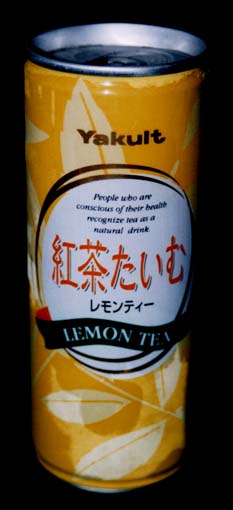 Yakult
People who are
conscious of their health
recognize tea as a
natural drink.
紅茶たいむ
レモンティー
LEMON TEA